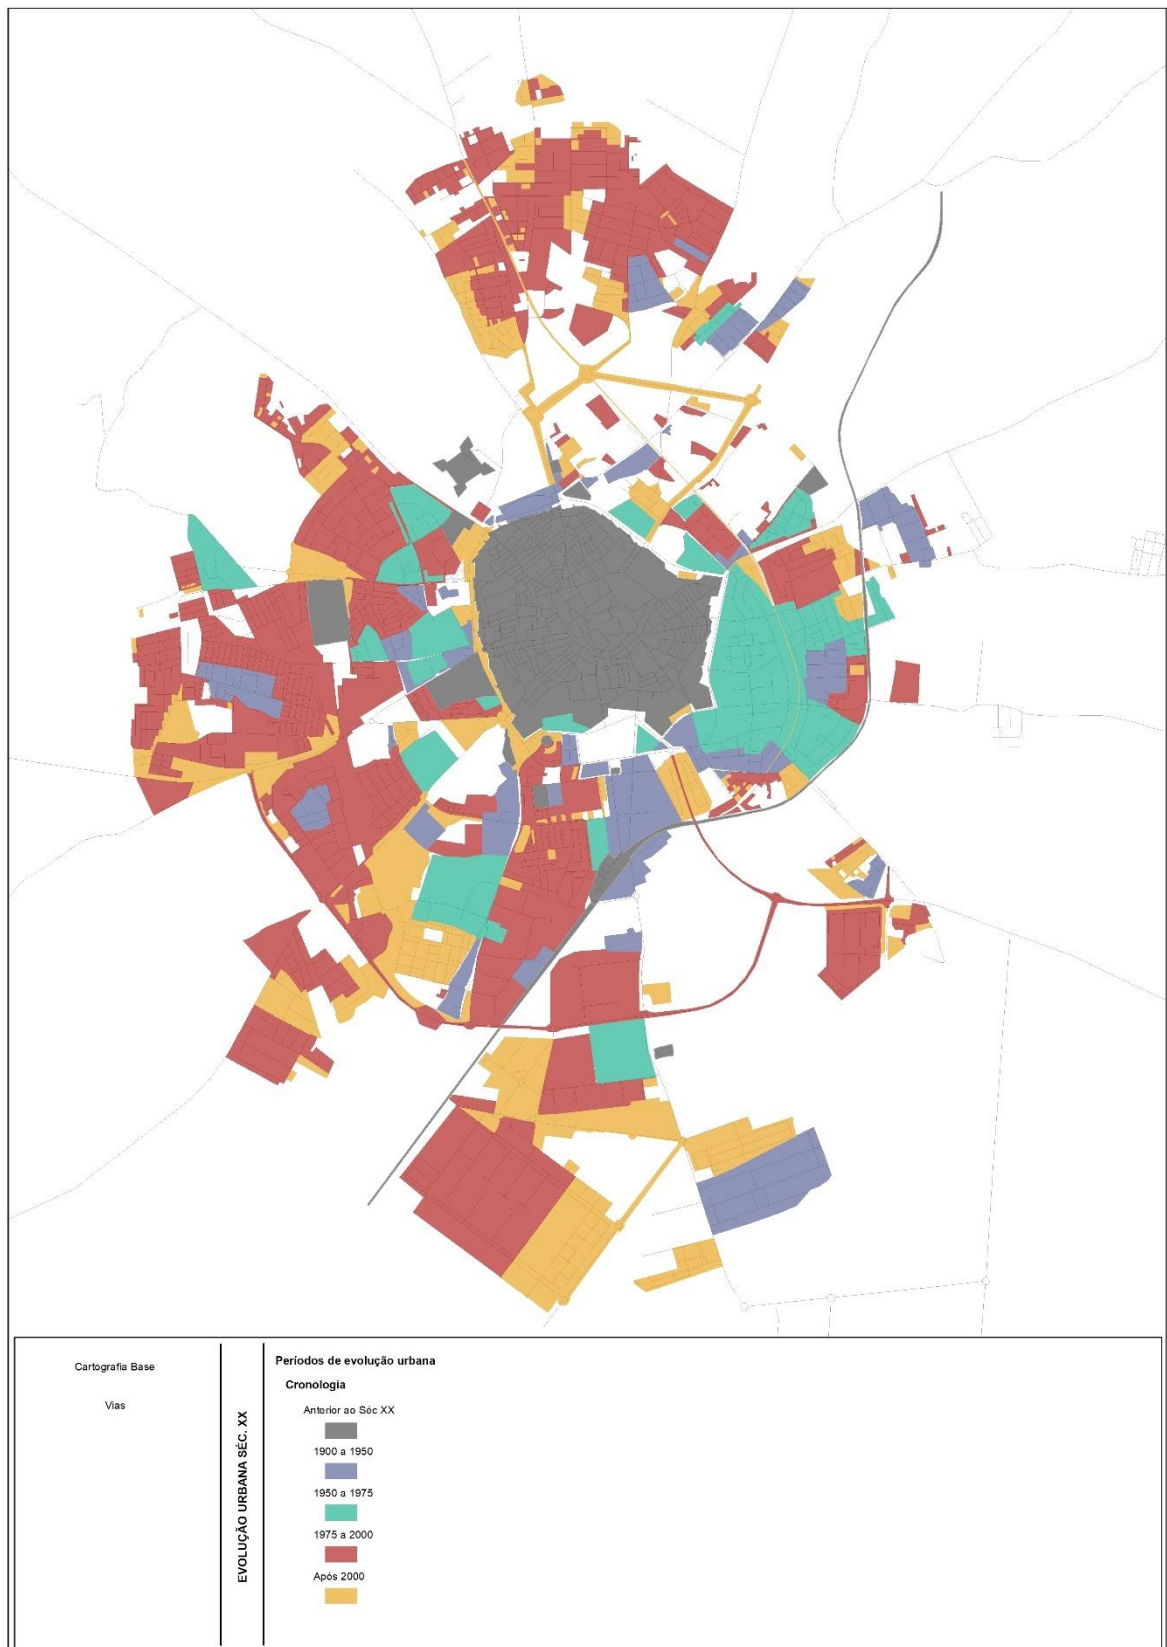 Cartografia Base
Vias
EVOLUÇÃO URBANA SÉC. XX
Períodos de evolução urbana
Cronologia
Anterior ao Séc XX
1900 a 1950
1950 a 1975
1975 a 2000
Após 2000